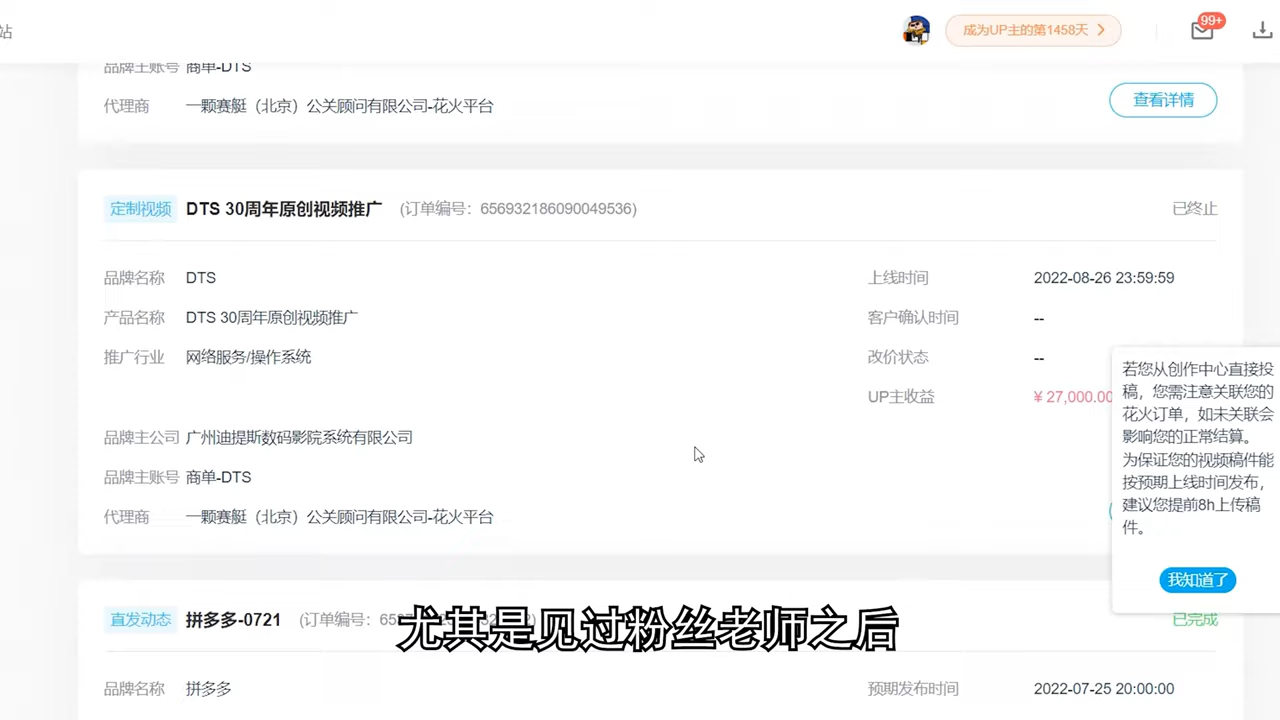 站
成为UP主的第1458天
99+
品牌主账号 商单-DTS
代理商 一颗赛艇（北京）公关顾问有限公司-花火平台
查看详情
定制视频 DTS 30周年原创视频推广 (订单编号：656932186090049536) 已终止
品牌名称 DTS 上线时间 2022-08-26 23:59:59
产品名称 DTS 30周年原创视频推广 客户确认时间 --
推广行业 网络服务/操作系统 改价状态 --
UP主收益 ¥ 27,000.00
品牌主公司 广州迪提斯数码影院系统有限公司
品牌主账号 商单-DTS
代理商 一颗赛艇（北京）公关顾问有限公司-花火平台
若您从创作中心直接投
稿，您需注意关联您的
花火订单，如未关联会
影响您的正常结算。
为保证您的视频稿件能
按预期上线时间发布，
建议您提前8h上传稿
件。
我知道了
直发动态 拼多多-0721 (订单编号： 已完成
尤其是见过粉丝老师之后
品牌名称 拼多多 预期发布时间 2022-07-25 20:00:00